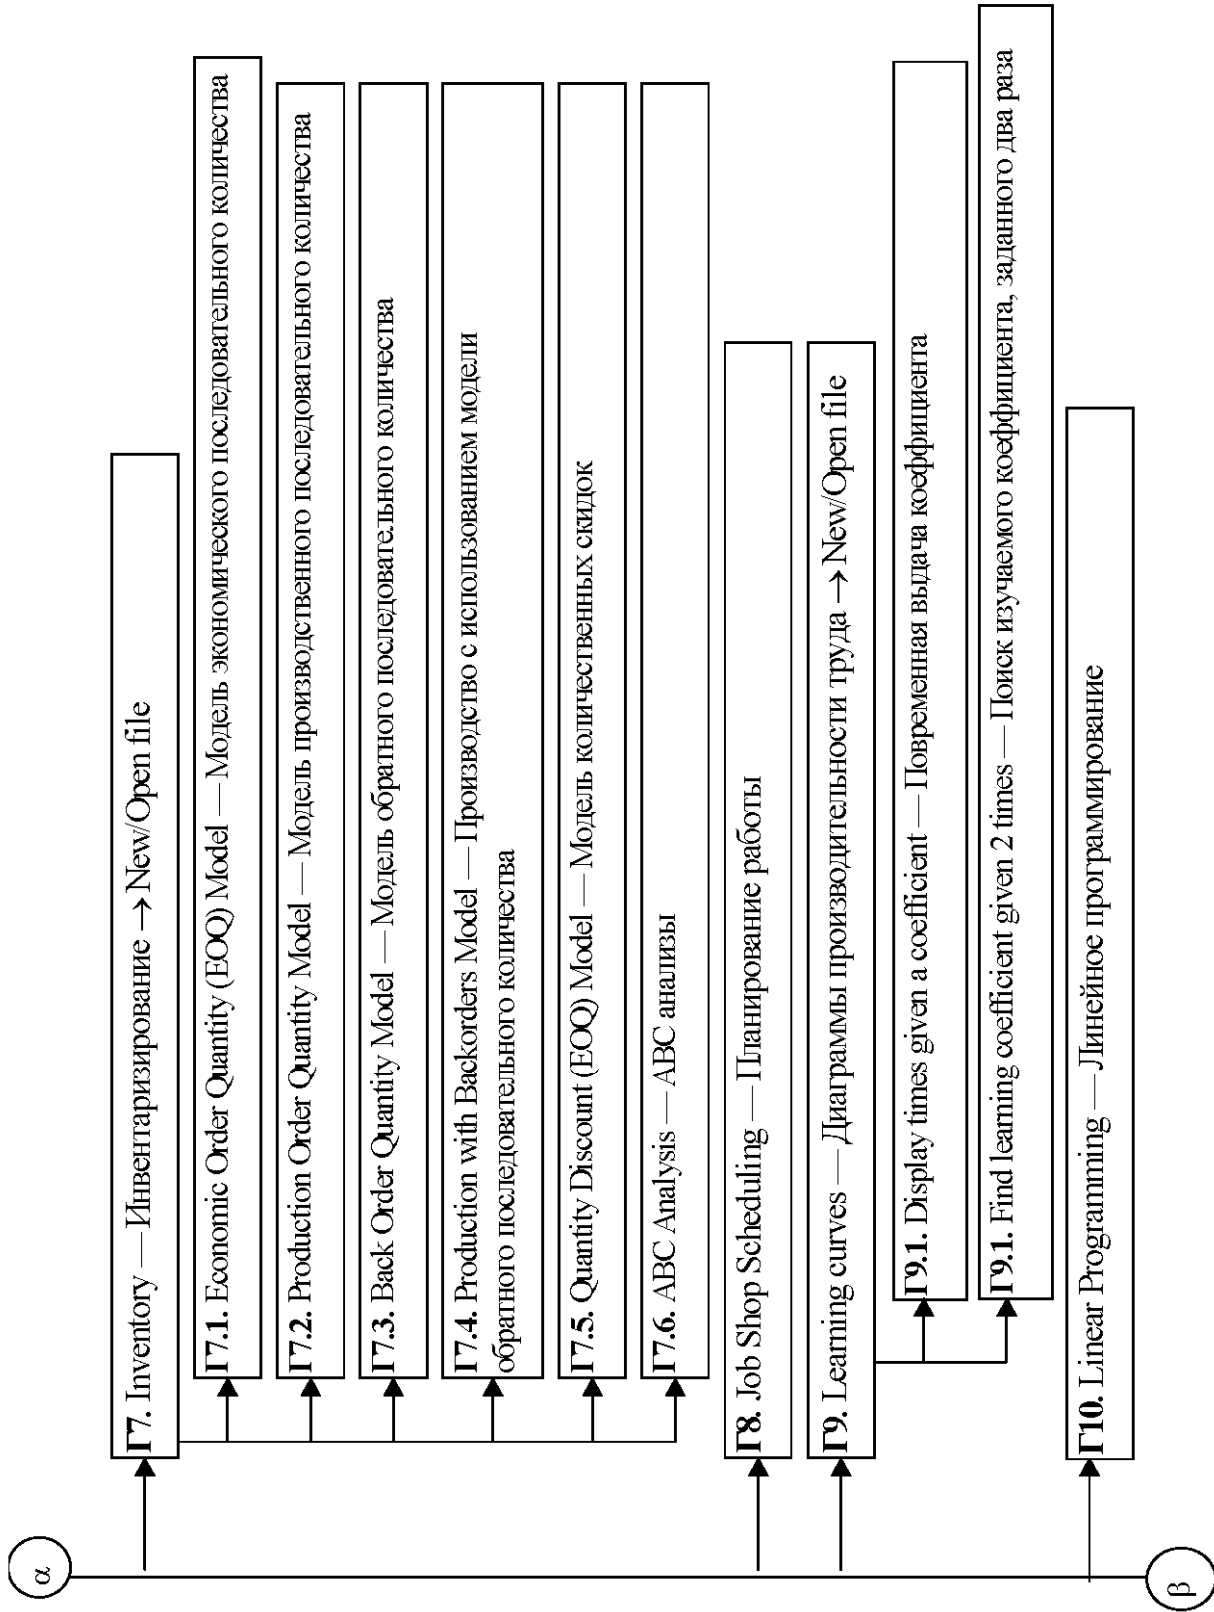 α
Г7. Inventory — Инвентаризирование → New/Open file
Г7.1. Economic Order Quantity (EOQ) Model — Модель экономического последовательного количества
Г7.2. Production Order Quantity Model — Модель производственного последовательного количества
Г7.3. Back Order Quantity Model — Модель обратного последовательного количества
Г7.4. Production with Backorders Model — Производство с использованием модели
обратного последовательного количества
Г7.5. Quantity Discount (EOQ) Model — Модель количественных скидок
Г7.6. ABC Analysis – ABC анализы
Г8. Job Shop Scheduling — Планирование работы
Г9. Learning curves – Диаграммы производительности труда → New/Open file
Г9.1. Display times given a coefficient — Повременная выдача коеффициента
Г9.1. Find learning coefficient given 2 times — Поиск изучаемого коеффициента, заданного два раза
Г10. Linear Programming — Линейное программирование
β